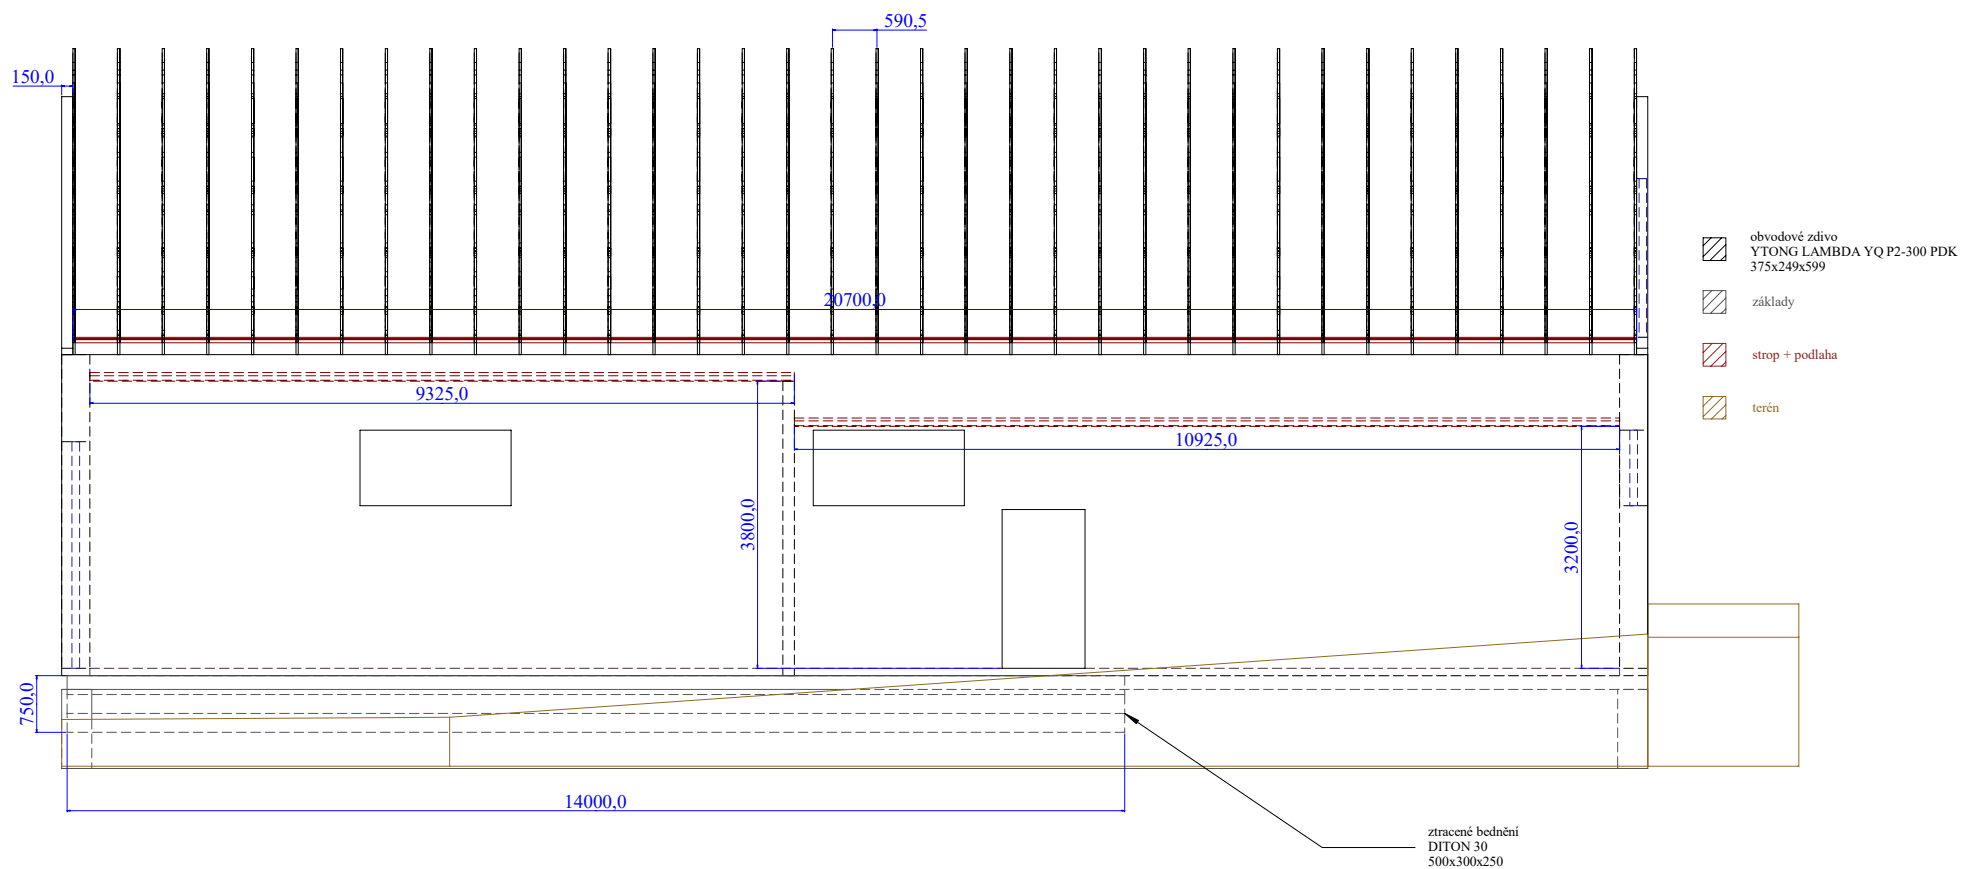 590,5
150,0
20700,0
9325,0
10925,0
3800,0
3200,0
750,0
14000,0
obvodové zdivo
YTONG LAMBDA YQ P2-300 PDK
375x249x599
základy
strop + podlaha
terén
ztracené bednění
DITON 30
500x300x250